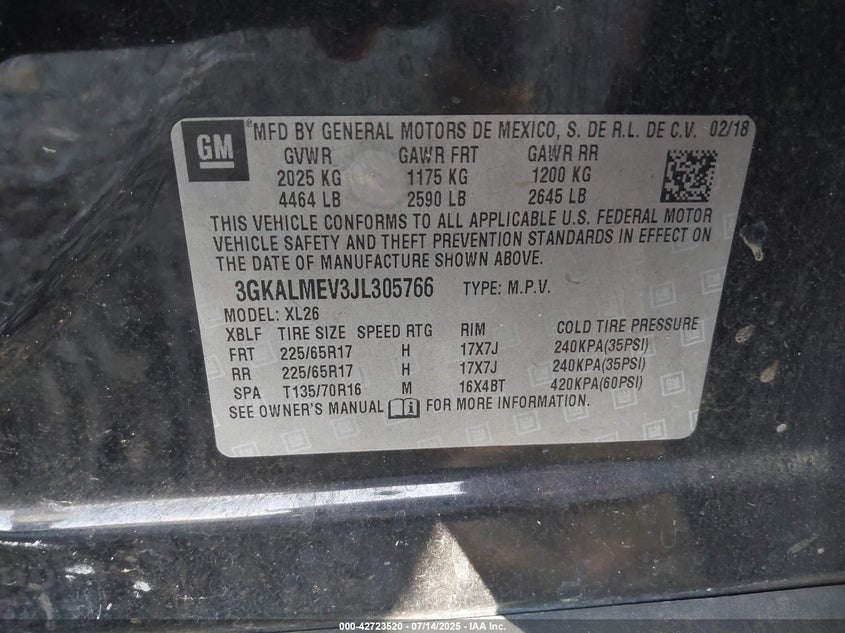 GM ® MFD BY GENERAL MOTORS DE MEXICO, S. DE R.L. DE C.V. 02/18
GVWR GAWR FRT GAWR RR
2025 KG 1175 KG 1200 KG
4464 LB 2590 LB 2645 LB
THIS VEHICLE CONFORMS TO ALL APPLICABLE U.S. FEDERAL MOTOR
VEHICLE SAFETY AND THEFT PREVENTION STANDARDS IN EFFECT ON
THE DATE OF MANUFACTURE SHOWN ABOVE.
3GKALMEV3JL305766 TYPE: M.P.V.
MODEL: XL26
XBLF TIRE SIZE SPEED RTG RIM COLD TIRE PRESSURE
FRT 225/65R17 H 17X7J 240KPA(35PSI)
RR 225/65R17 H 17X7J 240KPA(35PSI)
SPA T135/70R16 M 16X4BT 420KPA(60PSI)
SEE OWNER'S MANUAL FOR MORE INFORMATION.
000-42723520 - 07/14/2025 - IAA Inc.